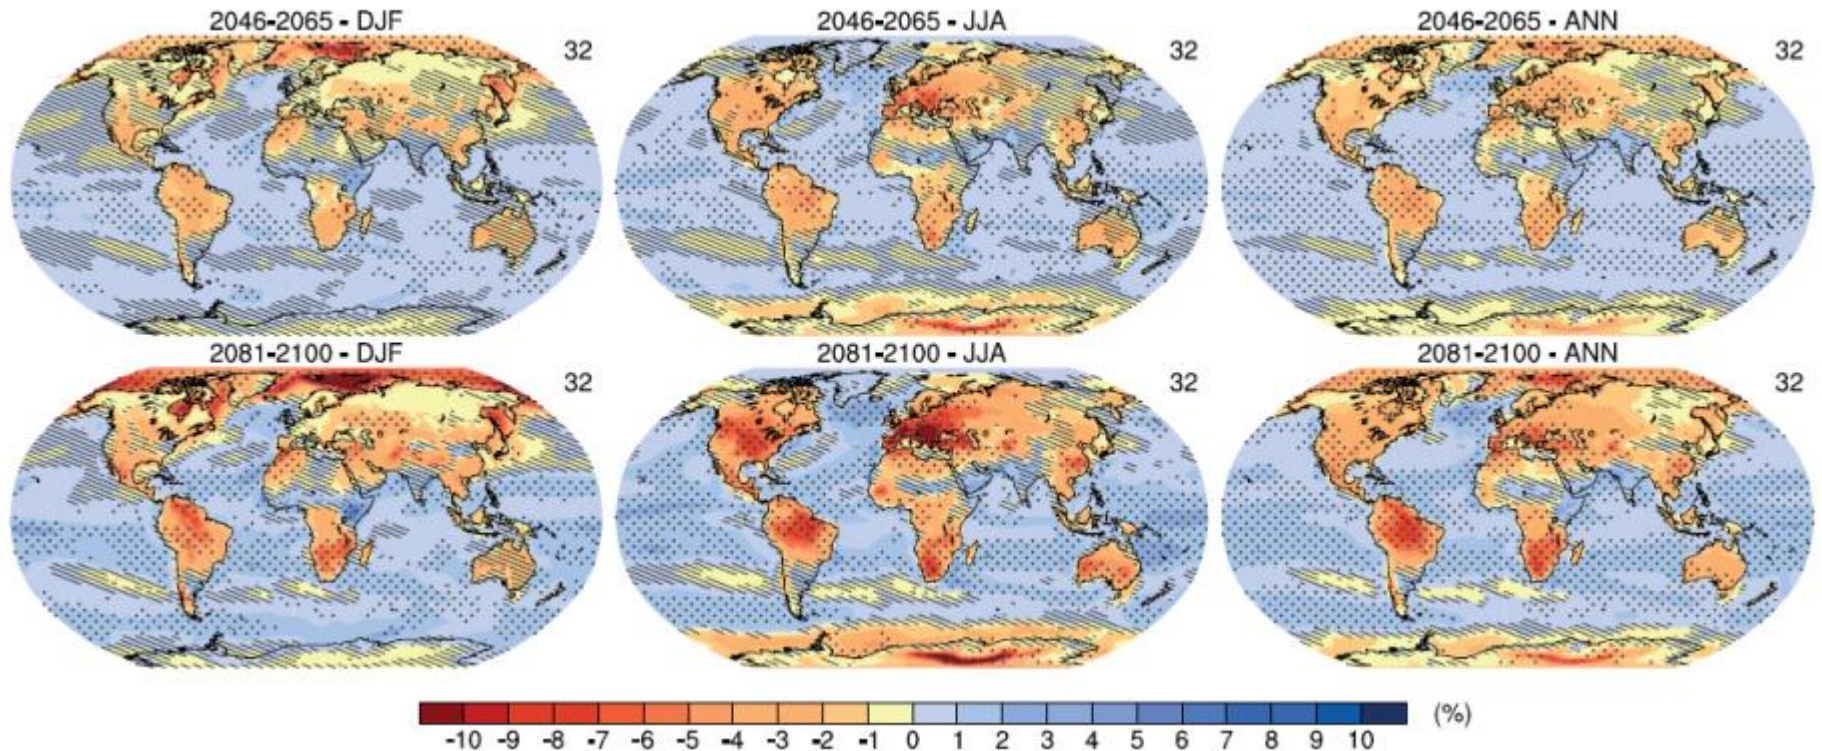 2046-2065 - DJF
32
2046-2065 - JJA
32
2046-2065 - ANN
32
2081-2100 - DJF
32
2081-2100 - JJA
32
2081-2100 - ANN
32
(%)
-10 -9 -8 -7 -6 -5 -4 -3 -2 -1 0 1 2 3 4 5 6 7 8 9 10